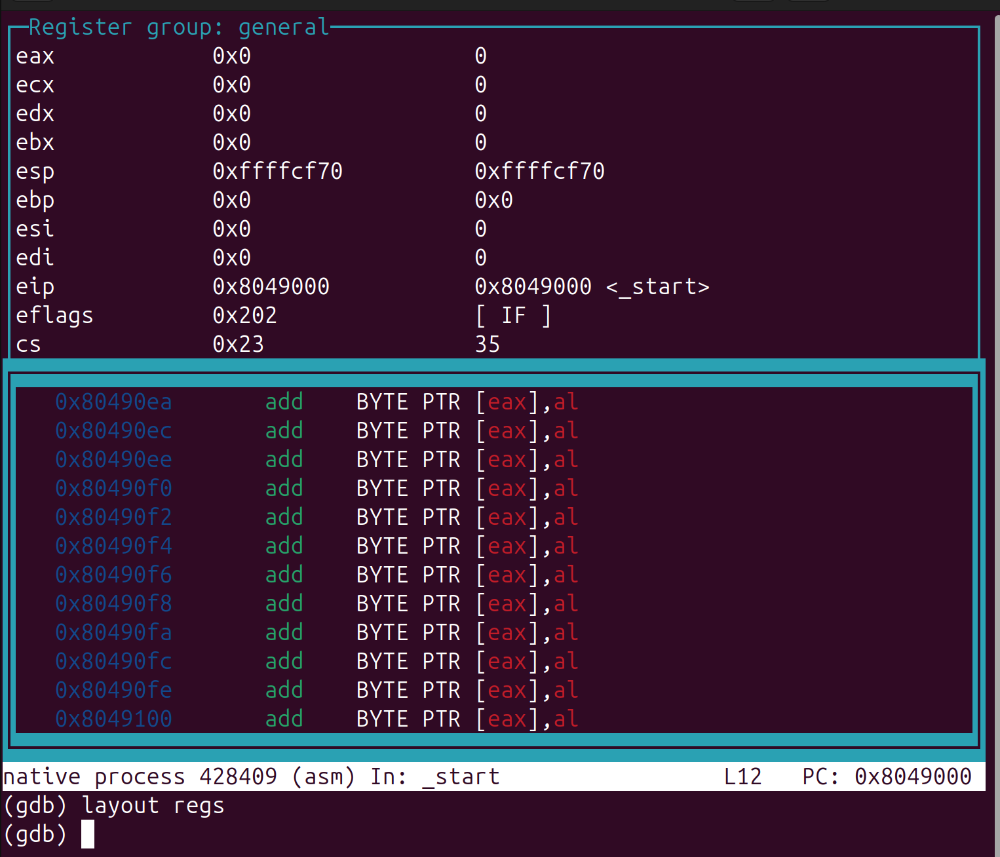 Register group: general
eax 0x0 0
ecx 0x0 0
edx 0x0 0
ebx 0x0 0
esp 0xffffcf70 0xffffcf70
ebp 0x0 0x0
esi 0x0 0
edi 0x0 0
eip 0x8049000 0x8049000 <_start>
eflags 0x202 [ IF ]
cs 0x23 35
0x80490ea add BYTE PTR [eax],al
0x80490ec add BYTE PTR [eax],al
0x80490ee add BYTE PTR [eax],al
0x80490f0 add BYTE PTR [eax],al
0x80490f2 add BYTE PTR [eax],al
0x80490f4 add BYTE PTR [eax],al
0x80490f6 add BYTE PTR [eax],al
0x80490f8 add BYTE PTR [eax],al
0x80490fa add BYTE PTR [eax],al
0x80490fc add BYTE PTR [eax],al
0x80490fe add BYTE PTR [eax],al
0x8049100 add BYTE PTR [eax],al
native process 428409 (asm) In: _start L12 PC: 0x8049000
(gdb) layout regs
(gdb)